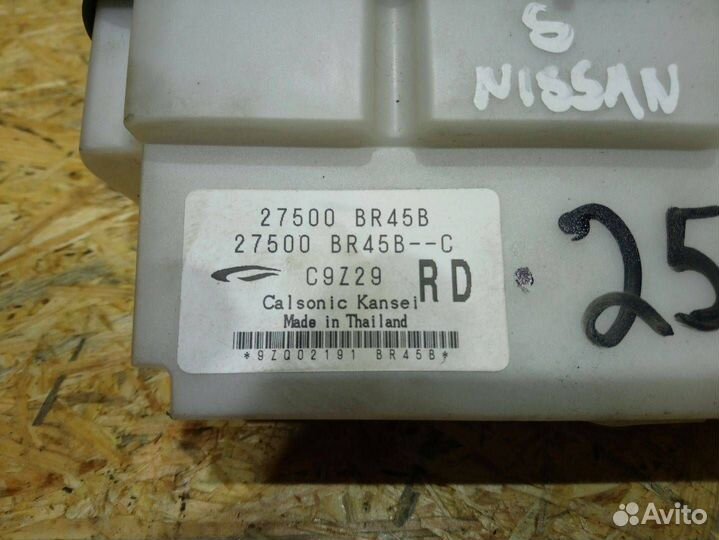 8
NISSAN
27500 BR45B
27500 BR45B--C
C9Z29 RD
Calsonic Kansei
Made in Thailand
*9ZQ02191 BR45B*
25
Avito